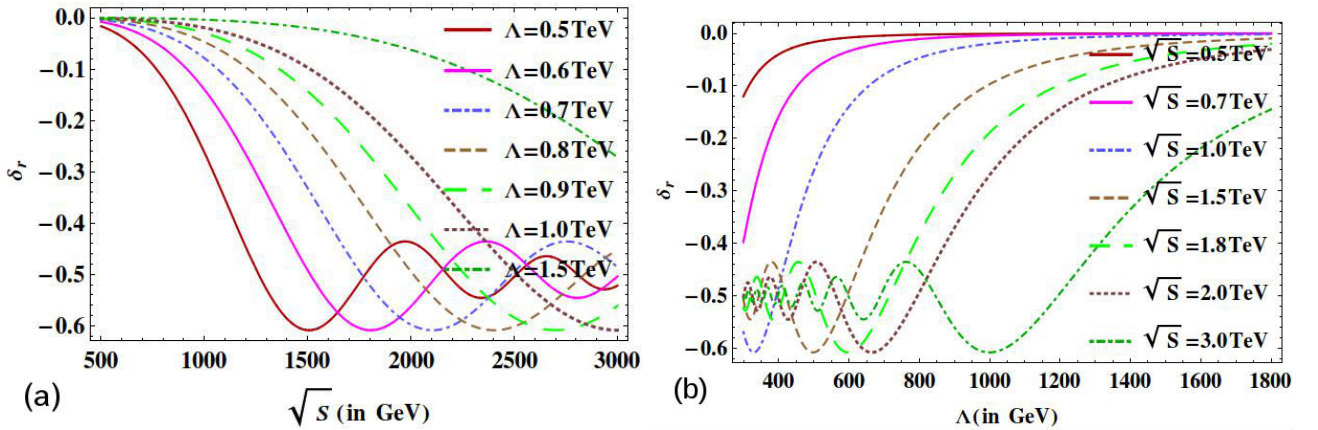 0.0
−0.1
−0.2
−0.3
−0.4
−0.5
−0.6
δr
500
1000
1500
2000
2500
3000
√S (in GeV)
(a)
Λ=0.5TeV
Λ=0.6TeV
Λ=0.7TeV
Λ=0.8TeV
Λ=0.9TeV
Λ=1.0TeV
Λ=1.5TeV
0.0
−0.1
−0.2
−0.3
−0.4
−0.5
−0.6
δr
400
600
800
1000
1200
1400
1600
1800
Λ(in GeV)
(b)
√S =0.5TeV
√S =0.7TeV
√S =1.0TeV
√S =1.5TeV
√S =1.8TeV
√S =2.0TeV
√S =3.0TeV